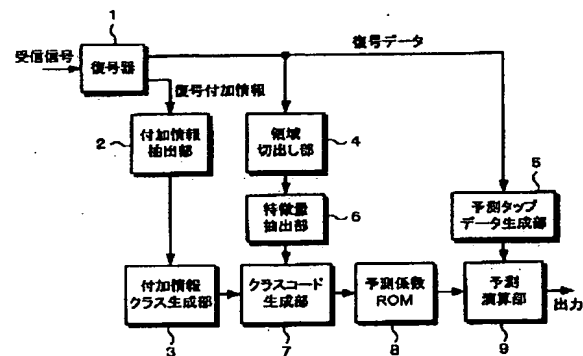 1
受信信号
復号器
復号データ
復号付加情報
2
付加情報
抽出部
領域
切出し部
4
5
予測タップ
データ生成部
特徴量
抽出部
6
付加情報
クラス生成部
クラスコード
生成部
予測係数
ROM
予測
演算部
出力
3
7
8
9